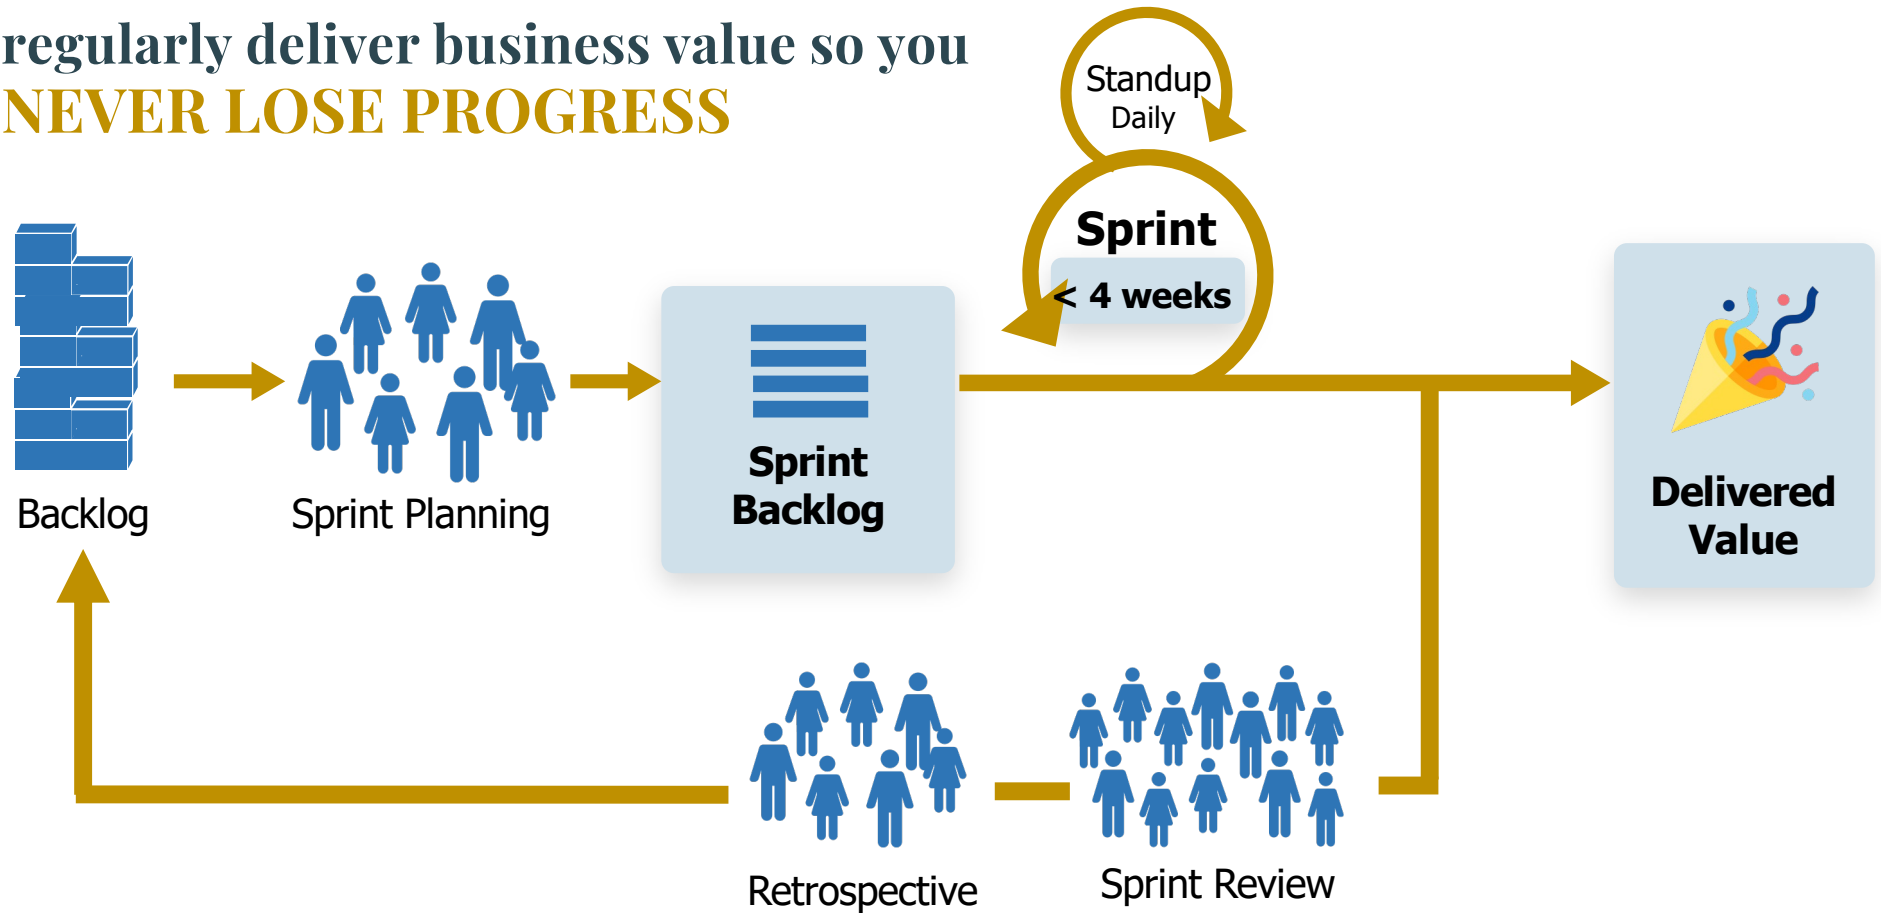 regularly deliver business value so you
NEVER LOSE PROGRESS
Standup
Daily
Sprint
< 4 weeks
Backlog
Sprint Planning
Sprint
Backlog
Delivered
Value
Retrospective
Sprint Review